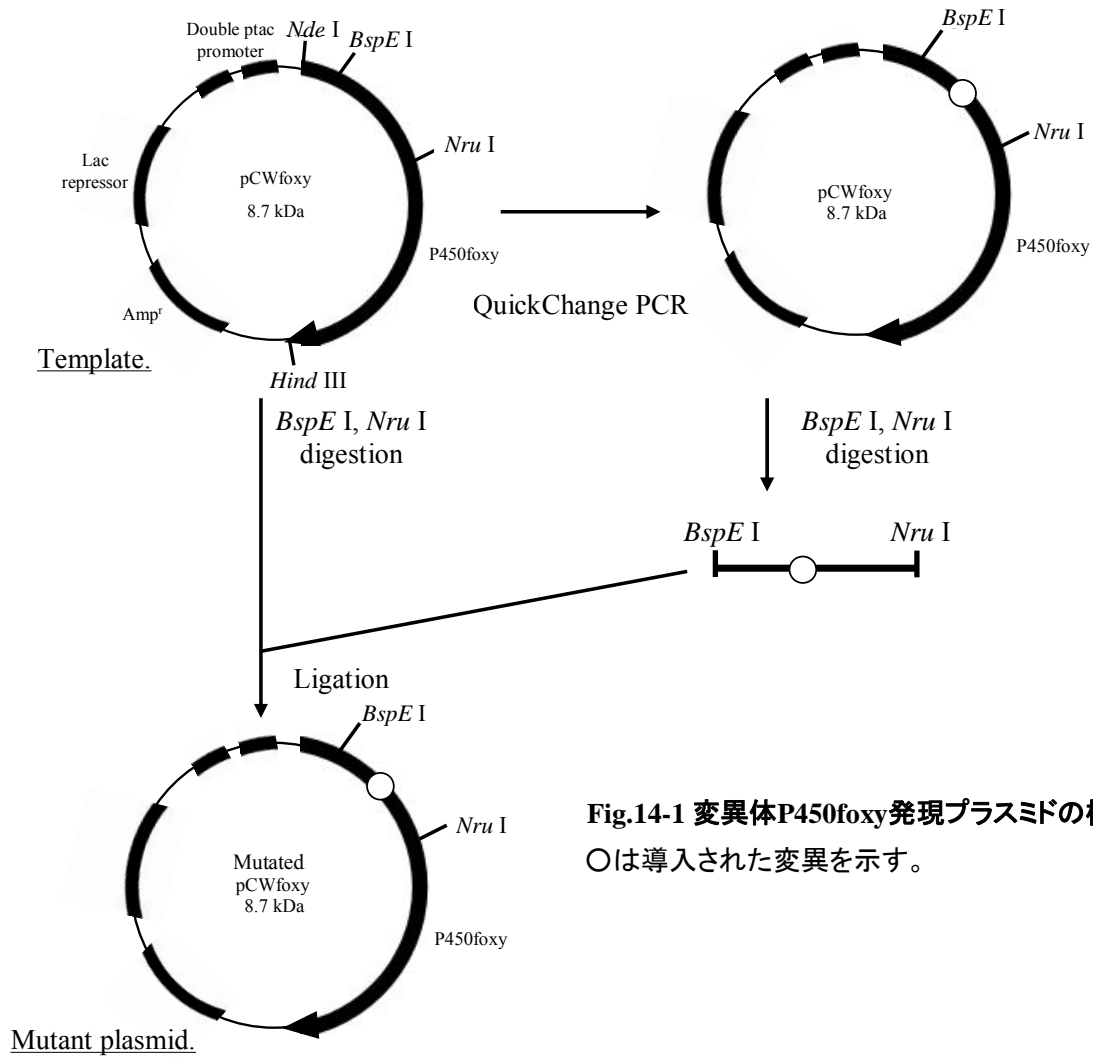 Double ptac
promoter
Nde I
BspE I
Nru I
Lac
repressor
pCWfoxy
8.7 kDa
P450foxy
Ampr
Hind III
Template.
QuickChange PCR
BspE I
Nru I
pCWfoxy
8.7 kDa
P450foxy
BspE I, Nru I
digestion
BspE I, Nru I
digestion
BspE I
Nru I
Ligation
BspE I
Nru I
Mutated
pCWfoxy
8.7 kDa
P450foxy
Mutant plasmid.
Fig.14-1 変異体P450foxy発現プラスミドの
○は導入された変異を示す。